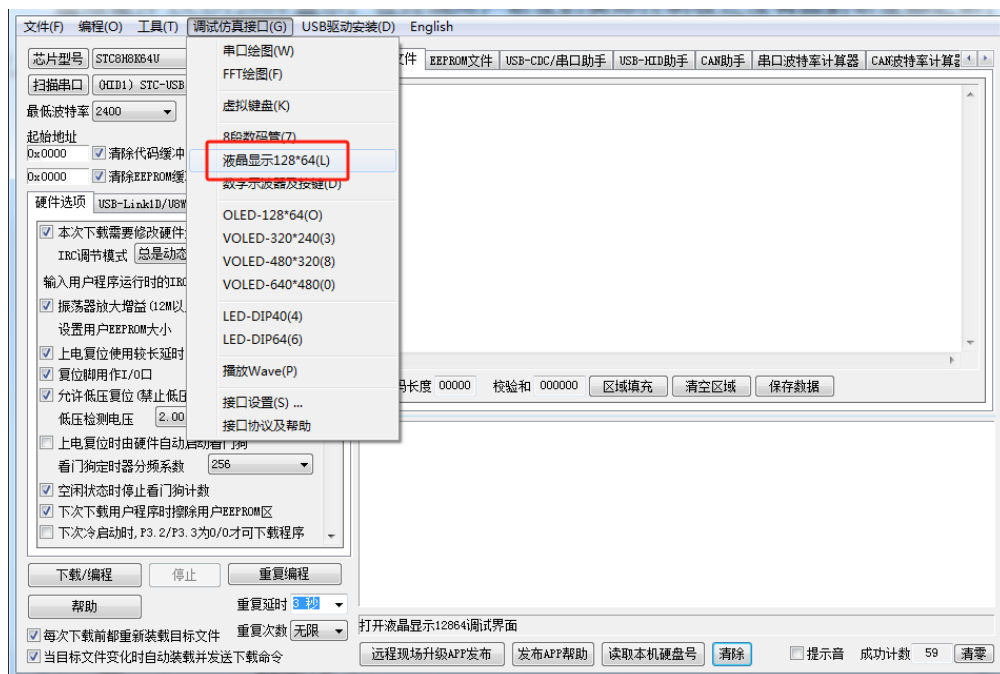 文件(F) 编程(O) 工具(T) 调试仿真接口(G) USB驱动安装(D) English
芯片型号 STC8H8K64U
扫描串口 (HID1) STC-USB
最低波特率 2400
起始地址
0x0000 清除代码缓冲
0x0000 清除EEPROM缓
硬件选项 USB-Link1D/U8W
本次下载需要修改硬件
IRC调节模式 总是动态
输入用户程序运行时的IRC
振荡器放大增益(12M以
设置用户EEPROM大小
上电复位使用较长延时
复位脚用作I/O口
允许低压复位(禁止低压
低压检测电压 2.00
上电复位时由硬件自动启动看门狗
看门狗定时器分频系数 256
空闲状态时停止看门狗计数
下次下载用户程序时擦除用户EEPROM区
下次冷启动时,P3.2/P3.3为0/0才可下载程序
下载/编程 停止 重复编程
帮助 重复延时 3 秒
每次下载前都重新装载目标文件 重复次数 无限
当目标文件变化时自动装载并发送下载命令
串口绘图(W)
FFT绘图(F)
虚拟键盘(K)
8段数码管(7)
液晶显示128*64(L)
数字示波器及按键(D)
OLED-128*64(O)
VOLED-320*240(3)
VOLED-480*320(8)
VOLED-640*480(0)
LED-DIP40(4)
LED-DIP64(6)
播放Wave(P)
接口设置(S) ...
接口协议及帮助
件 EEPROM文件 USB-CDC/串口助手 USB-HID助手 CAN助手 串口波特率计算器 CAN波特率计算
码长度 00000 校验和 000000 区域填充 清空区域 保存数据
打开液晶显示12864调试界面
远程现场升级APP发布 发布APP帮助 读取本机硬盘号 清除 提示音 成功计数 59 清零